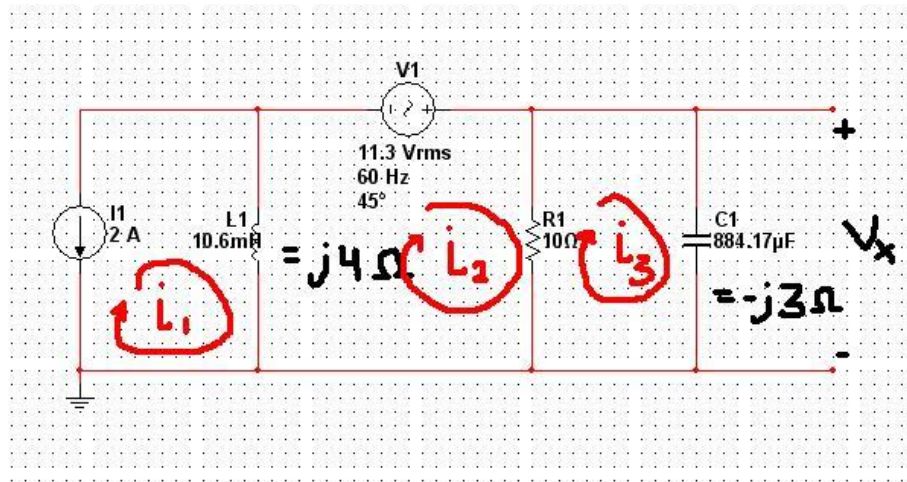 V1
11.3 Vrms
60 Hz
45°
I1
2 A
L1
10.6mH
=j4Ω
R1
10Ω
C1
884.17µF
=-j3Ω
i1
i2
i3
+
Vx
-